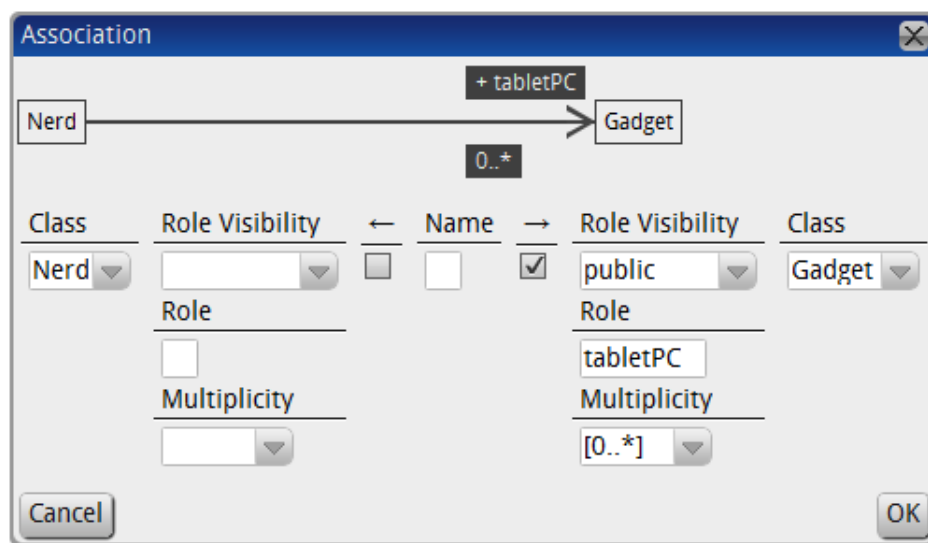 Association
+ tabletPC
Nerd
Gadget
0..*
Class Role Visibility ← Name → Role Visibility Class
Nerd public Gadget
Role Role
tabletPC
Multiplicity Multiplicity
[0..*]
Cancel OK